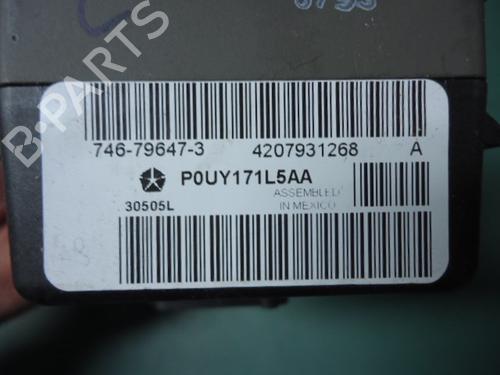 746-79647-3 4207931268 A
P0UY171L5AA
ASSEMBLED
30505L IN MEXICO
B-PARTS